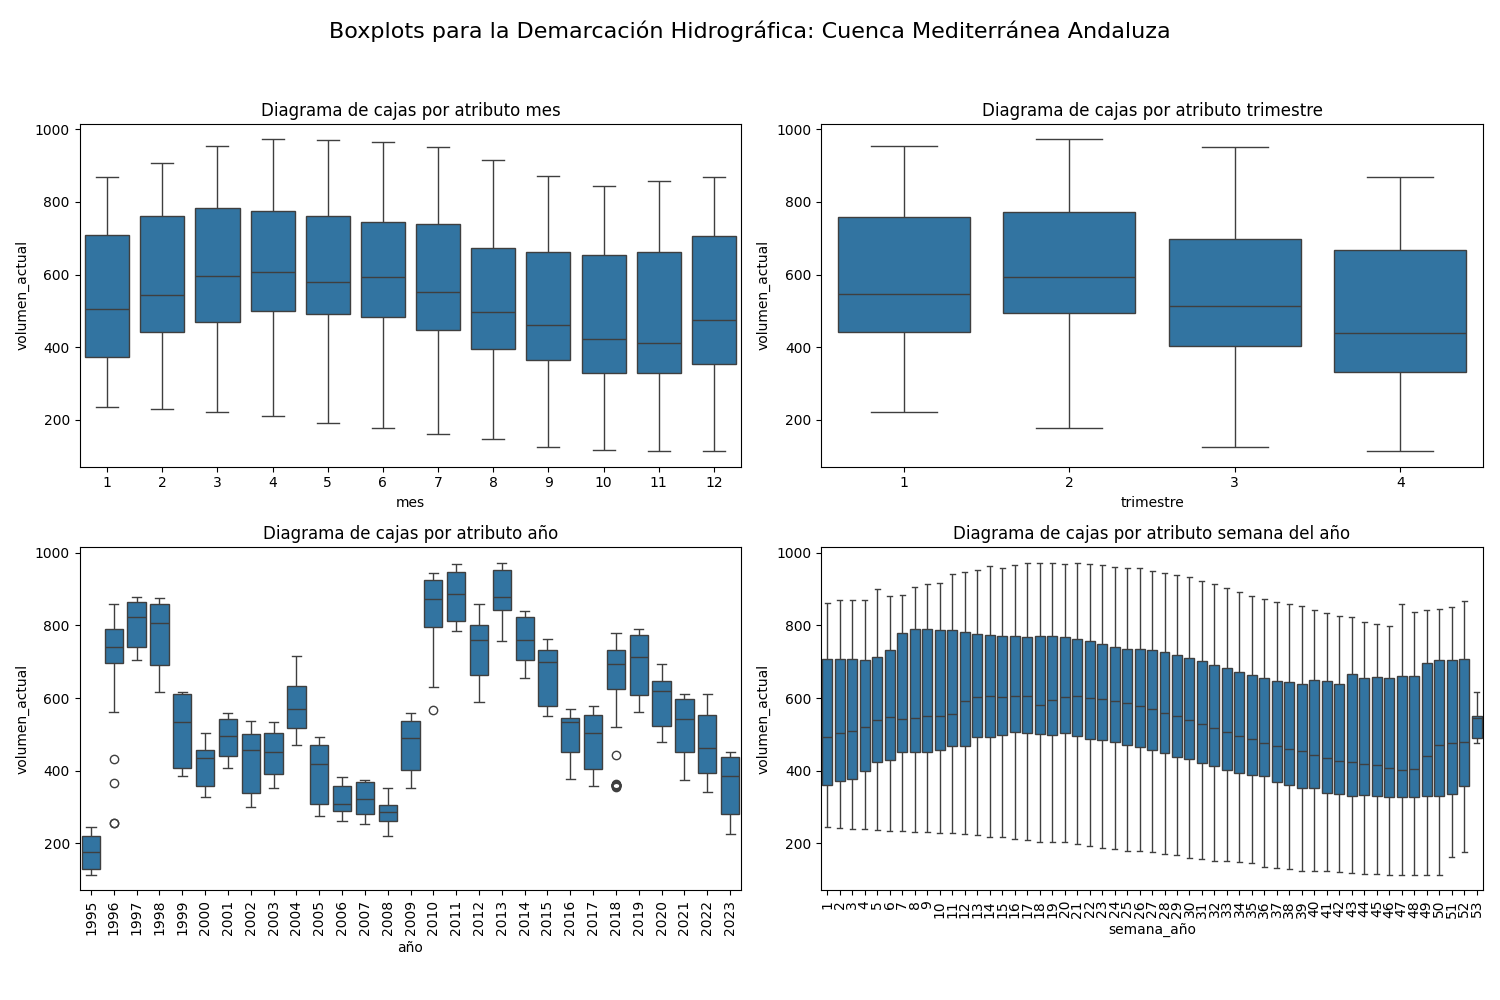 Boxplots para la Demarcación Hidrográfica: Cuenca Mediterránea Andaluza
Diagrama de cajas por atributo mes
1000
800
600
400
200
volumen_actual
1 2 3 4 5 6 7 8 9 10 11 12
mes
Diagrama de cajas por atributo trimestre
1000
800
600
400
200
volumen_actual
1 2 3 4
trimestre
Diagrama de cajas por atributo año
1000
800
600
400
200
volumen_actual
1995 1996 1997 1998 1999 2000 2001 2002 2003 2004 2005 2006 2007 2008 2009 2010 2011 2012 2013 2014 2015 2016 2017 2018 2019 2020 2021 2022 2023
año
Diagrama de cajas por atributo semana del año
1000
800
600
400
200
volumen_actual
1 2 3 4 5 6 7 8 9 10 11 12 13 14 15 16 17 18 19 20 21 22 23 24 25 26 27 28 29 30 31 32 33 34 35 36 37 38 39 40 41 42 43 44 45 46 47 48 49 50 51 52 53
semana_año